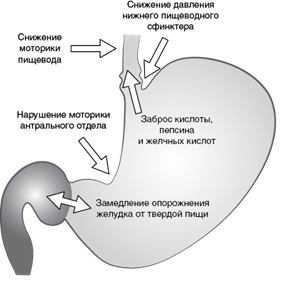 Снижение давления
нижнего пищеводного
сфинктера
Снижение
моторики
пищевода
Нарушение моторики
антрального отдела
Заброс кислоты,
пепсина
и желчных кислот
Замедление опорожнения
желудка от твердой пищи